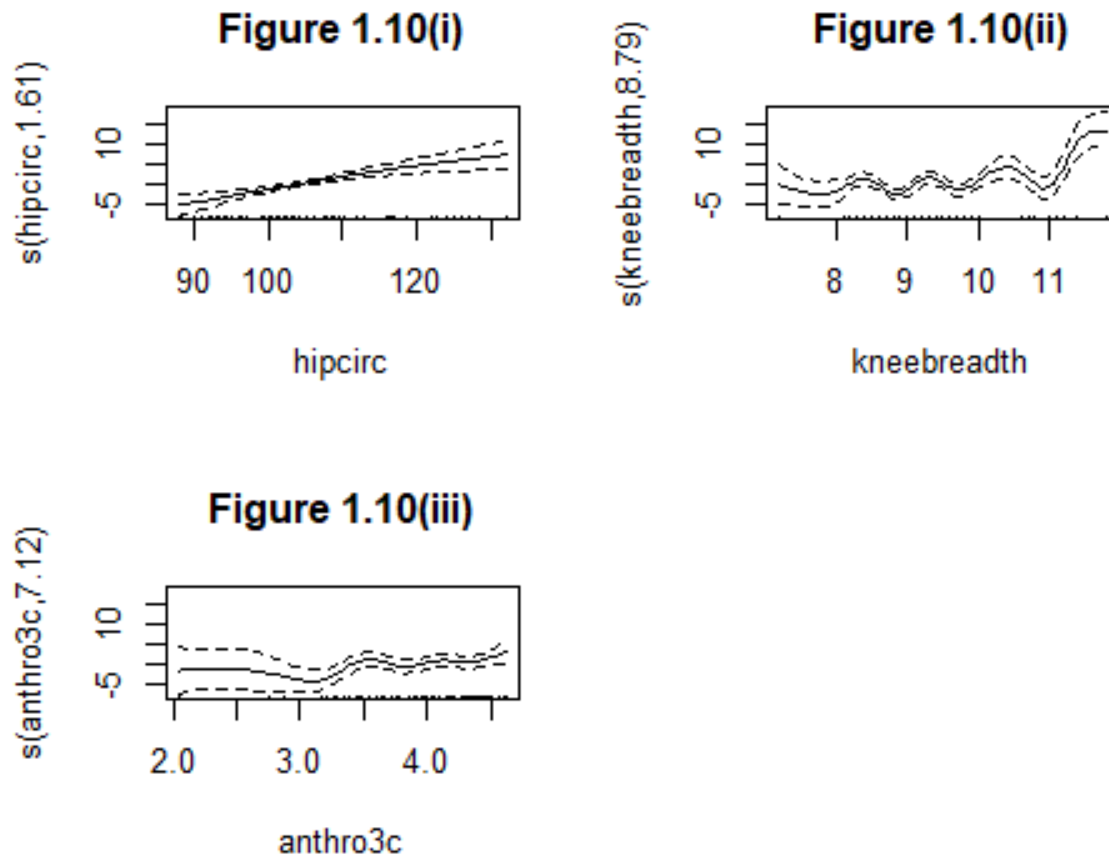 Figure 1.10(i)
s(hipcirc,1.61)
10
-5
90 100 120
hipcirc
Figure 1.10(ii)
s(kneebreadth,8.79)
10
-5
8 9 10 11
kneebreadth
Figure 1.10(iii)
s(anthro3c,7.12)
10
-5
2.0 3.0 4.0
anthro3c